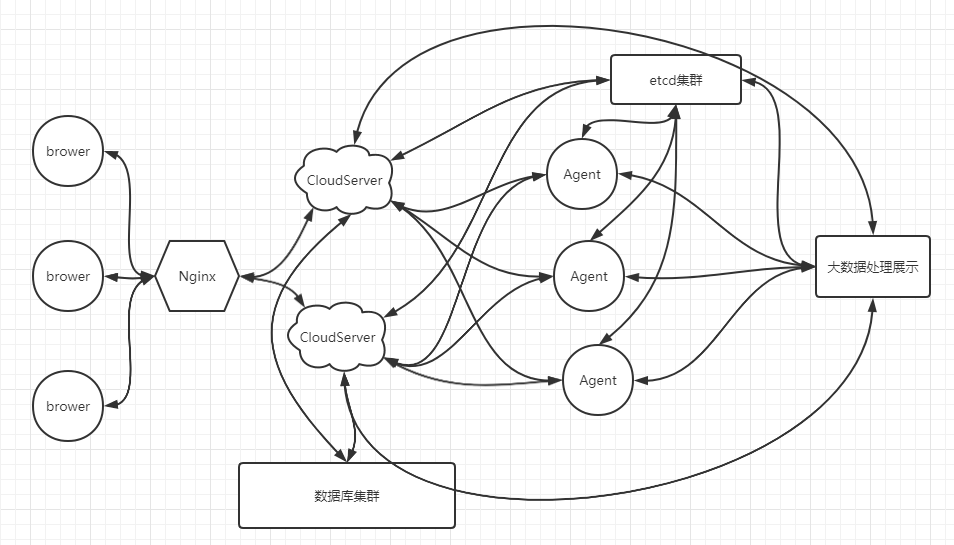 etcd集群
brower
CloudServer
Agent
brower
Nginx
Agent
大数据处理展示
CloudServer
Agent
brower
数据库集群